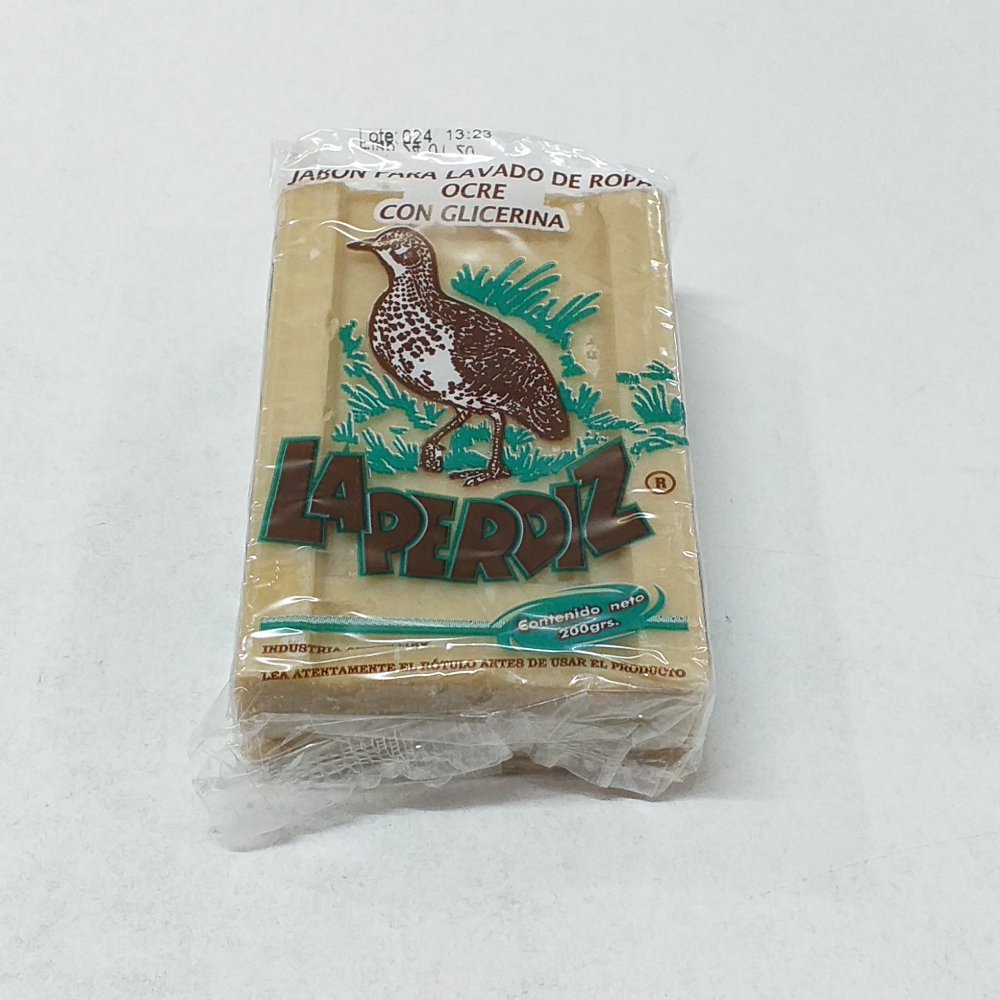 Lote: 024 13:23
JABON PARA LAVADO DE ROPA
OCRE
CON GLICERINA
LA PERDIZ
®
Contenido neto
200grs.
INDUSTRIA
LEA ATENTAMENTE EL RÓTULO ANTES DE USAR EL PRODUCTO